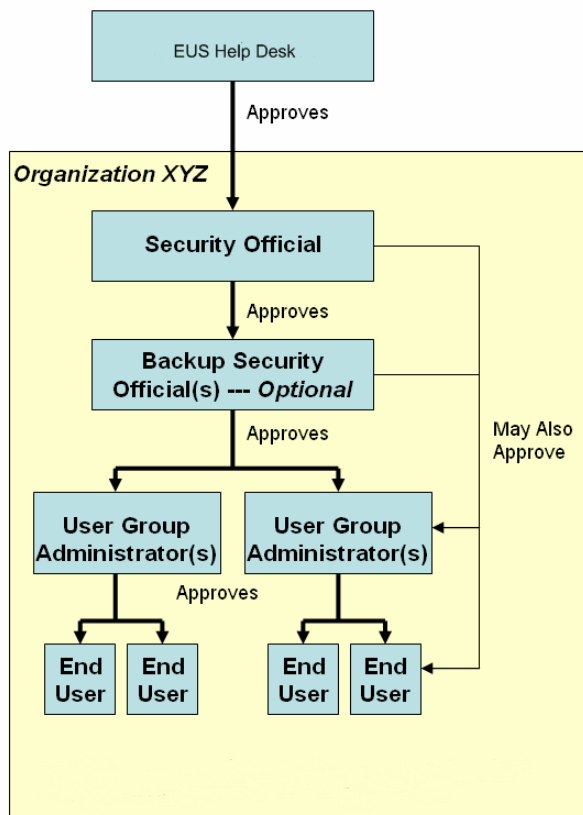 EUS Help Desk
Approves
Organization XYZ
Security Official
Approves
Backup Security
Official(s) --- Optional
Approves
May Also
Approve
User Group
Administrator(s)
User Group
Administrator(s)
Approves
End
User
End
User
End
User
End
User